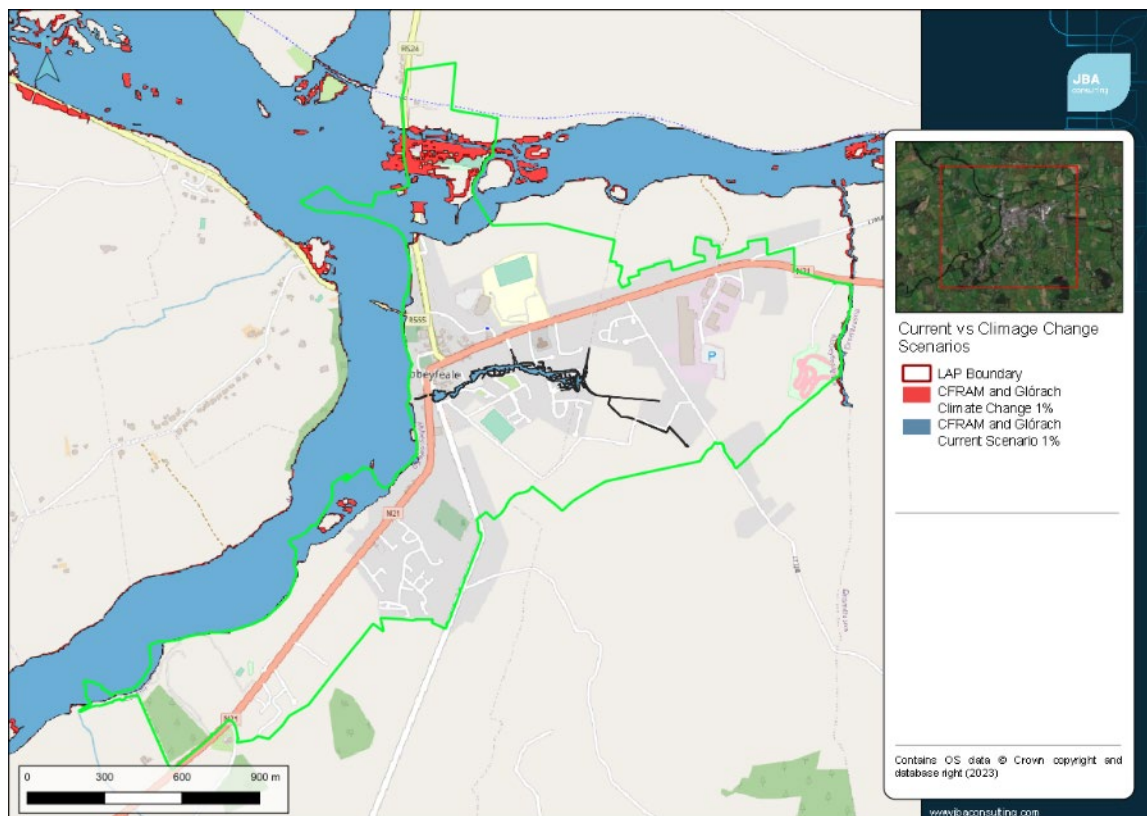 JBA
consulting
R524
R555
N21
bbeyfeale
P
N21
N21
Current vs Climage Change
Scenarios
LAP Boundary
CFRAM and Glórach
Climate Change 1%
CFRAM and Glórach
Current Scenario 1%
0 300 600 900 m
Contains OS data © Crown copyright and
database right (2023)
www.jbaconsulting.com